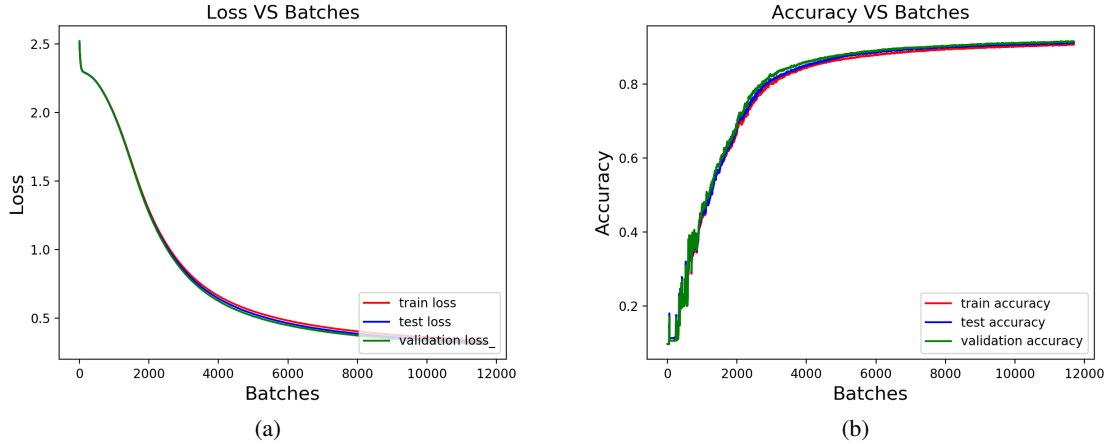 Loss VS Batches
2.5
2.0
1.5
1.0
0.5
Loss
train loss
test loss
validation loss_
0 2000 4000 6000 8000 10000 12000
Batches
(a)
Accuracy VS Batches
0.8
0.6
0.4
0.2
Accuracy
train accuracy
test accuracy
validation accuracy
0 2000 4000 6000 8000 10000 12000
Batches
(b)